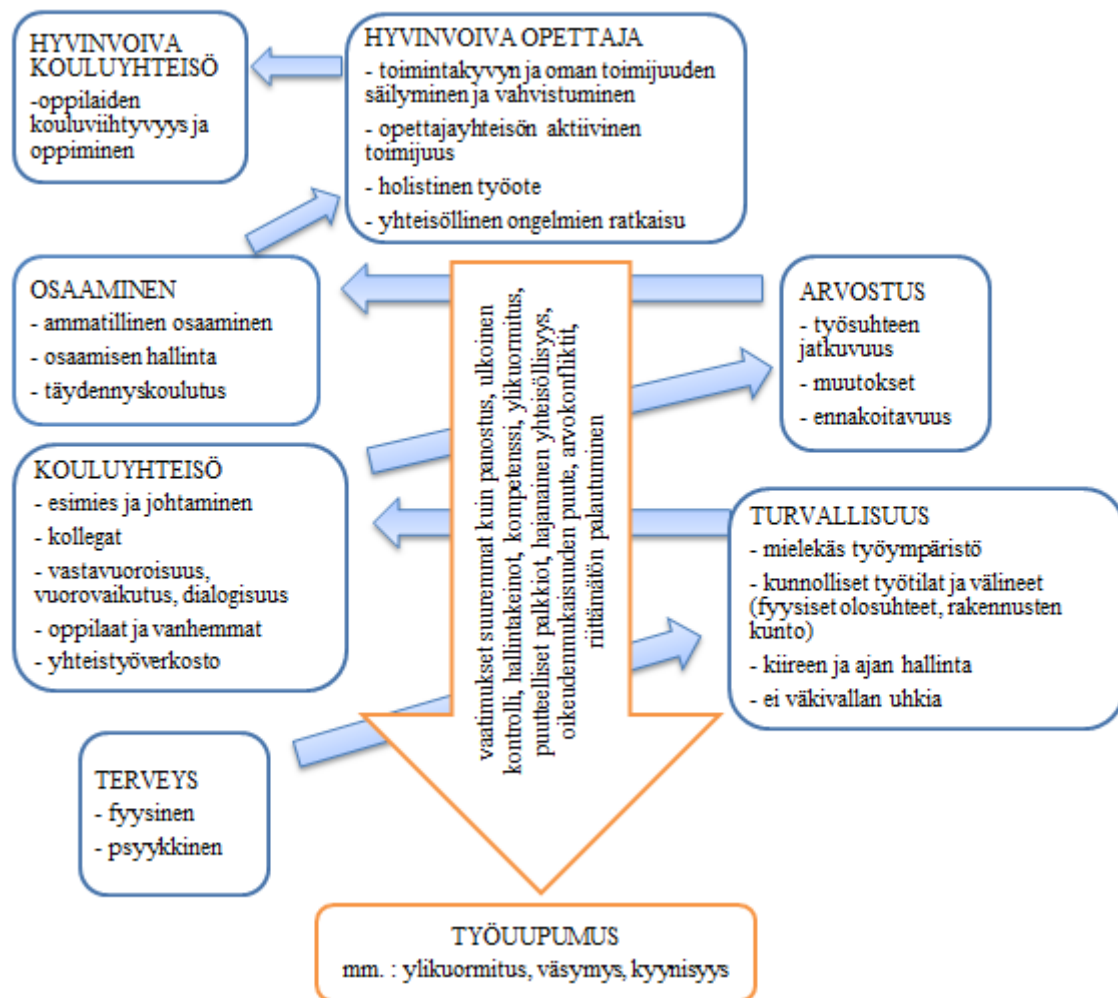 HYVINVOIVA
KOULUYHTEISÖ
-oppilaiden
kouluviihtyvyys ja
oppiminen
HYVINVOIVA OPETTAJA
- toimintakyvyn ja oman toimijuuden
säilyminen ja vahvistuminen
- opettajayhteisön aktiivinen
toimijuus
- holistinen työote
- yhteisöllinen ongelmien ratkaisu
OSAAMINEN
- ammatillinen osaaminen
- osaamisen hallinta
- täydennyskoulutus
ARVOSTUS
- työsuhteen
jatkuvuus
- muutokset
- ennakoitavuus
KOULUYHTEISÖ
- esimies ja johtaminen
- kollegat
- vastavuoroisuus,
vuorovaikutus, dialogisuus
- oppilaat ja vanhemmat
- yhteistyöverkosto
TURVALLISUUS
- mielekäs työympäristö
- kunnolliset työtilat ja välineet
(fyysiset olosuhteet, rakennusten
kunto)
- kiireen ja ajan hallinta
- ei väkivallan uhkia
TERVEYS
- fyysinen
- psyykkinen
vaatimukset suuremmat kuin panostus, ulkoinen
kontrolli, hallintakeinot, kompetenssi, ylikuormitus,
puutteelliset palkkiot, hajanainen yhteisöllisyys,
oikeudenmukaisuuden puute, arvokonfliktit,
riittämätön palautuminen
TYÖUUPUMUS
mm. : ylikuormitus, väsymys, kyynisyys